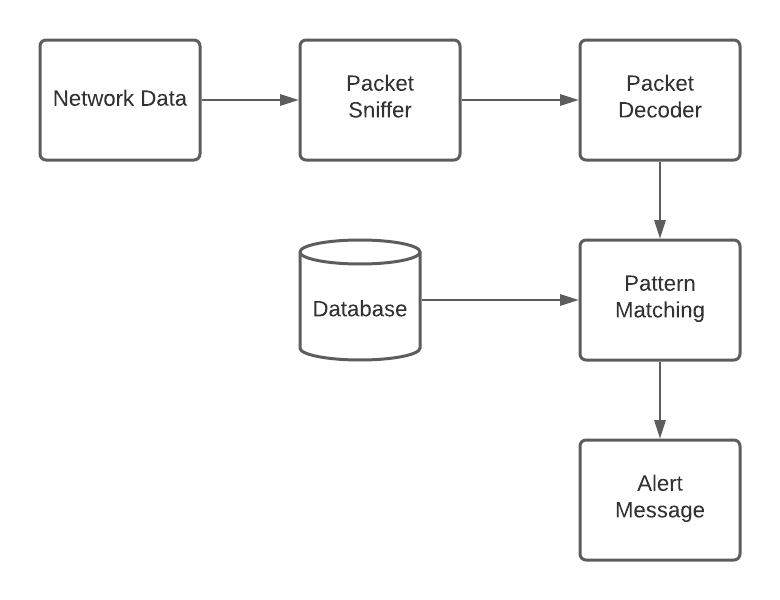 Network Data
Packet
Sniffer
Packet
Decoder
Database
Pattern
Matching
Alert
Message